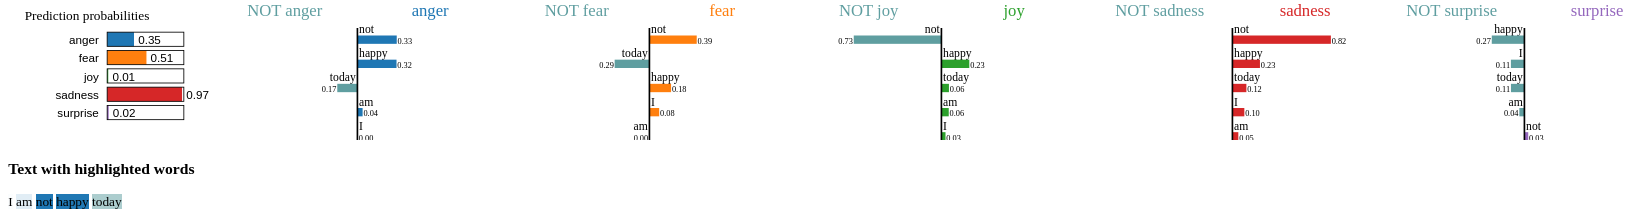 Prediction probabilities
anger 0.35
fear 0.51
joy 0.01
sadness 0.97
surprise 0.02
NOT anger anger
not
0.33
happy
0.32
today
0.17
am
0.04
I
0.00
NOT fear fear
not
0.39
today
0.29
happy
0.18
I
0.08
am
0.00
NOT joy joy
not
0.73
happy
0.23
today
0.06
am
0.06
I
0.03
NOT sadness sadness
not
0.82
happy
0.23
today
0.12
I
0.10
am
0.05
NOT surprise surprise
happy
0.27
I
0.11
today
0.11
am
0.04
not
0.03
Text with highlighted words
I am not happy today